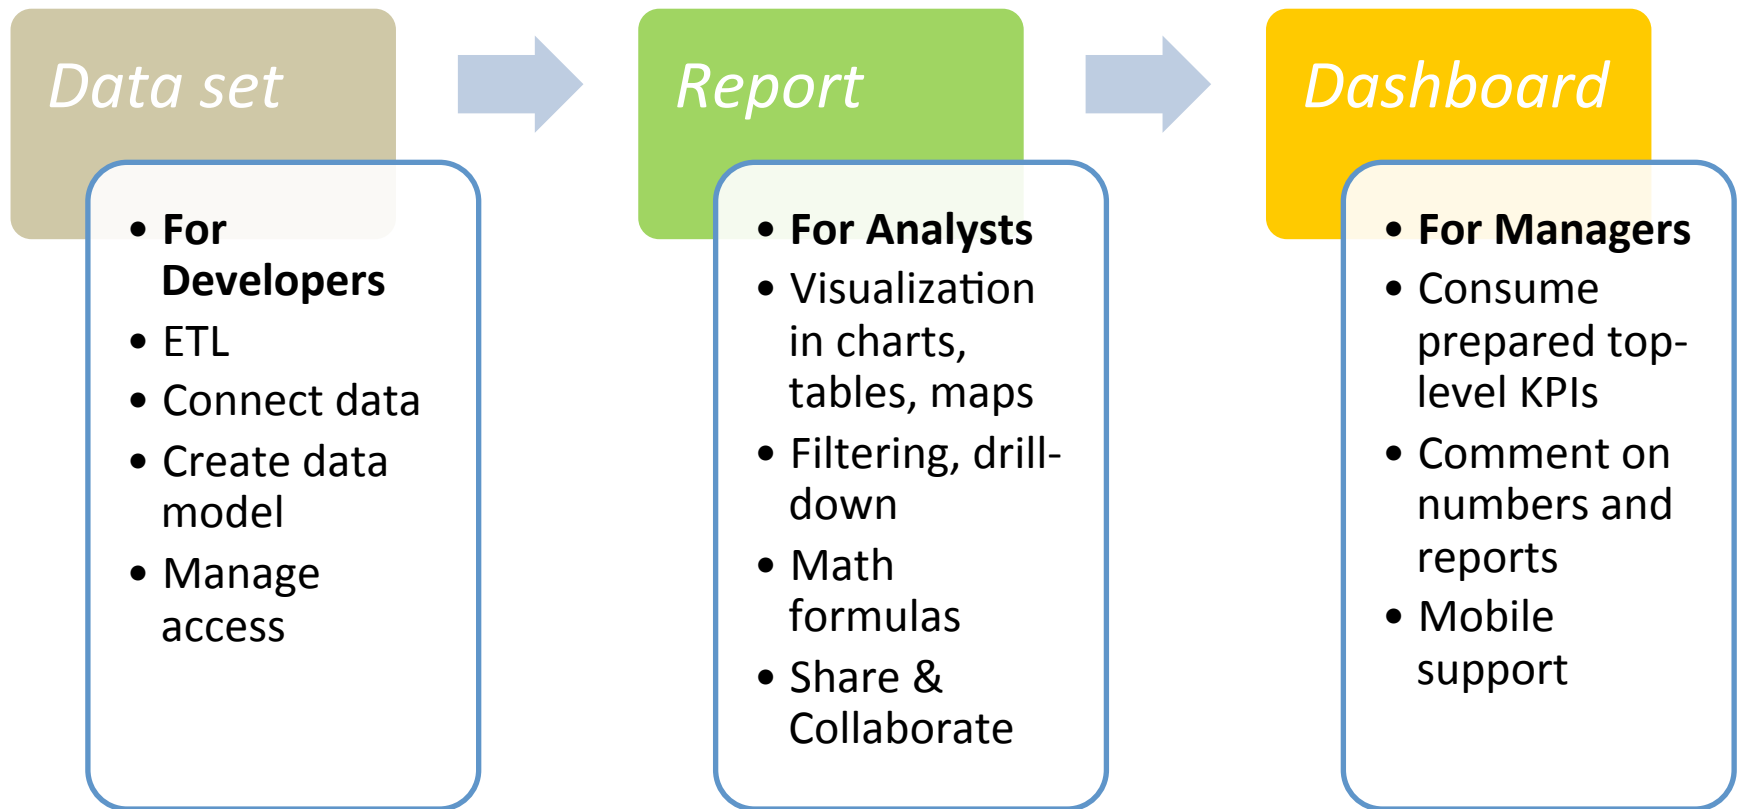 Data set
• For
Developers
• ETL
• Connect data
• Create data
model
• Manage
access
Report
• For Analysts
• Visualization
in charts,
tables, maps
• Filtering, drill-
down
• Math
formulas
• Share &
Collaborate
Dashboard
• For Managers
• Consume
prepared top-
level KPIs
• Comment on
numbers and
reports
• Mobile
support